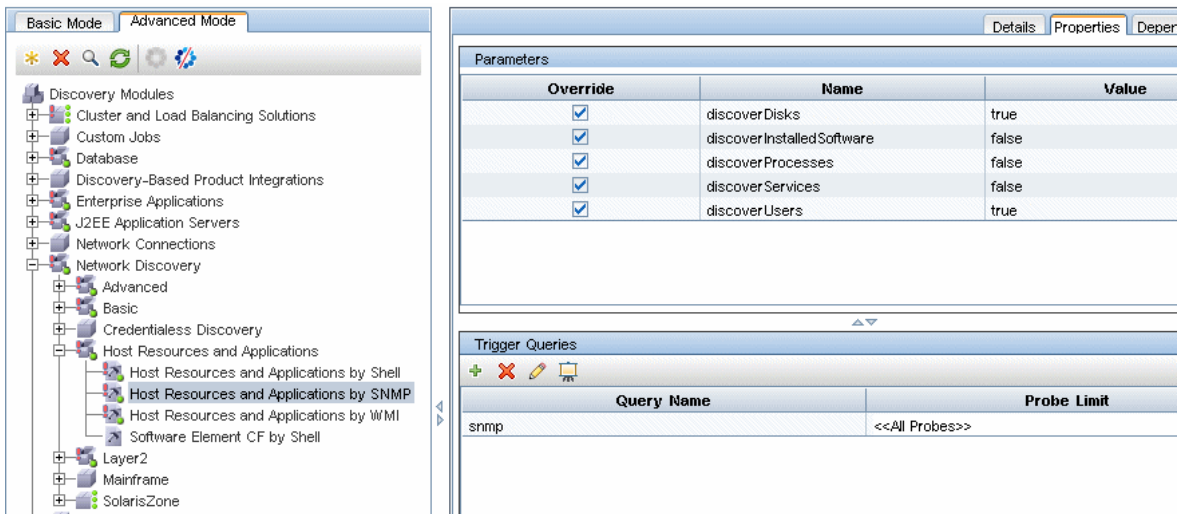 Basic Mode
Advanced Mode
Discovery Modules
Cluster and Load Balancing Solutions
Custom Jobs
Database
Discovery-Based Product Integrations
Enterprise Applications
J2EE Application Servers
Network Connections
Network Discovery
Advanced
Basic
Credentialess Discovery
Host Resources and Applications
Host Resources and Applications by Shell
Host Resources and Applications by SNMP
Host Resources and Applications by WMI
Software Element CF by Shell
Layer2
Mainframe
SolarisZone
Details Properties Deper
Parameters
Override Name Value
discoverDisks true
discoverInstalledSoftware false
discoverProcesses false
discoverServices false
discoverUsers true
Trigger Queries
Query Name Probe Limit
snmp <<All Probes>>